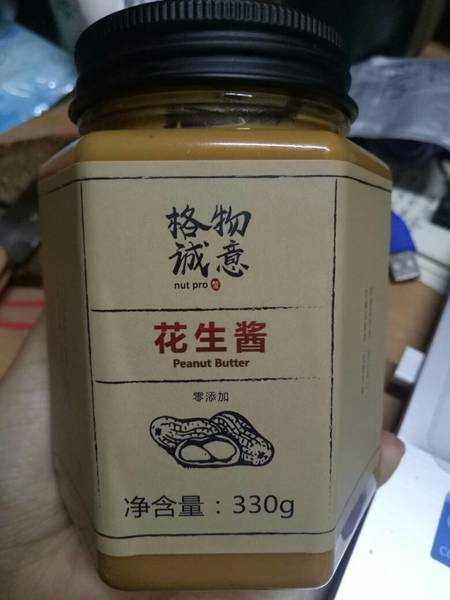 格物
诚意
nut pro
花生酱
Peanut Butter
零添加
净含量：330g